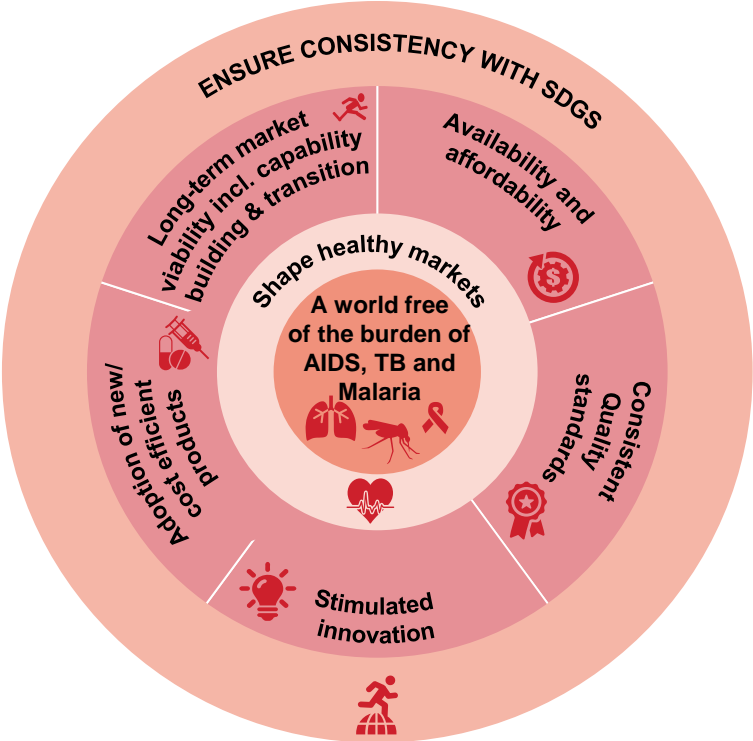 ENSURE CONSISTENCY WITH SDGS
Long-term market
viability incl. capability
building & transition
Availability and
affordability
$
Shape healthy markets
A world free
of the burden of
AIDS, TB and
Malaria
Adoption of new/
cost efficient
products
Consistent
Quality
standards
Stimulated
innovation